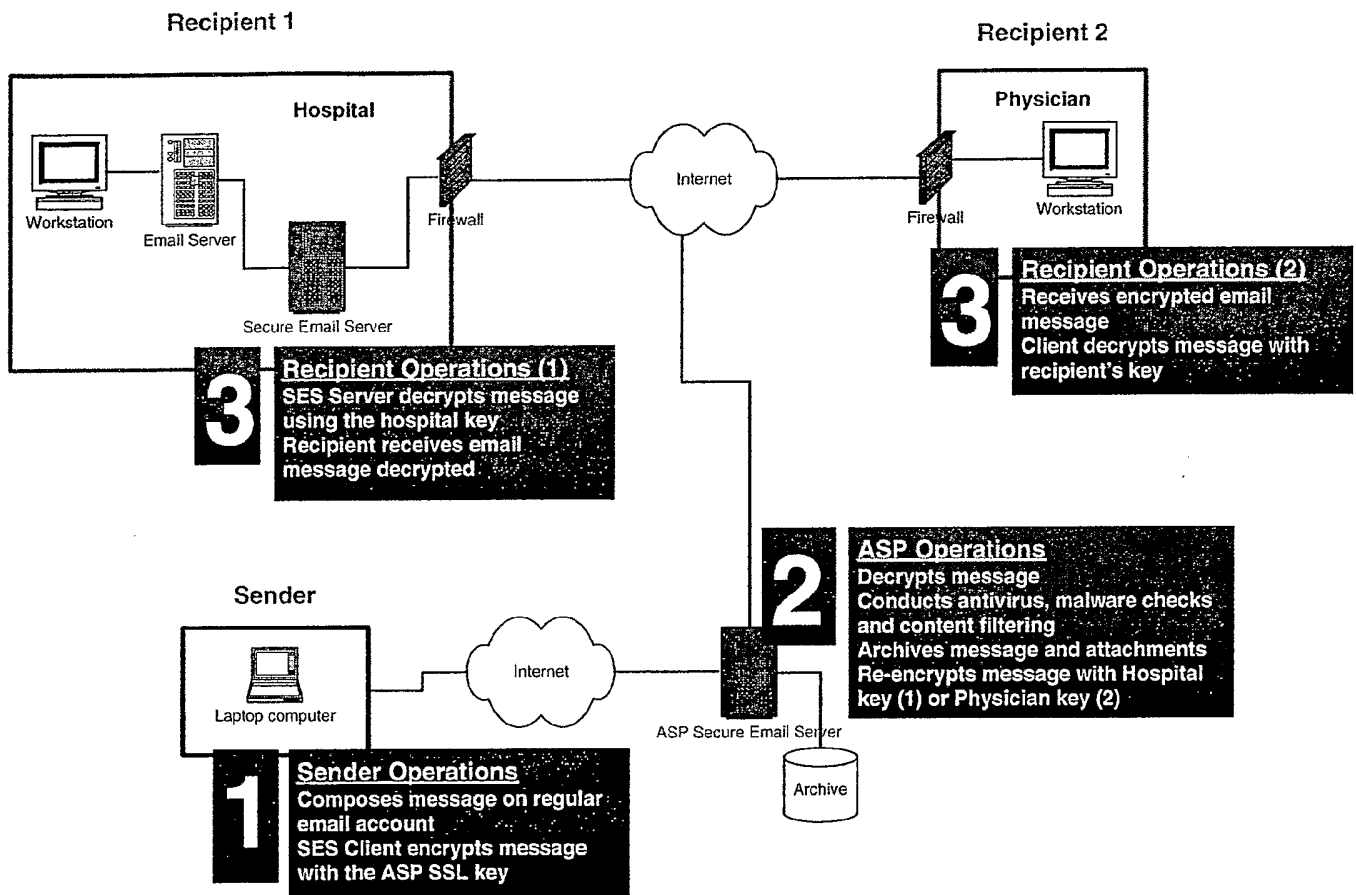 Recipient 1
Recipient 2
Hospital
Physician
Workstation
Email Server
Secure Email Server
Firewall
Internet
Firewall
Workstation
3
Recipient Operations (1)
SES Server decrypts message
using the hospital key
Recipient receives email
message decrypted
3
Recipient Operations (2)
Receives encrypted email
message
Client decrypts message with
recipient's key
Sender
Laptop computer
Internet
ASP Secure Email Server
Archive
2
ASP Operations
Decrypts message
Conducts antivirus, malware checks
and content filtering
Archives message and attachments
Re-encrypts message with Hospital
key (1) or Physician key (2)
1
Sender Operations
Composes message on regular
email account
SES Client encrypts message
with the ASP SSL key